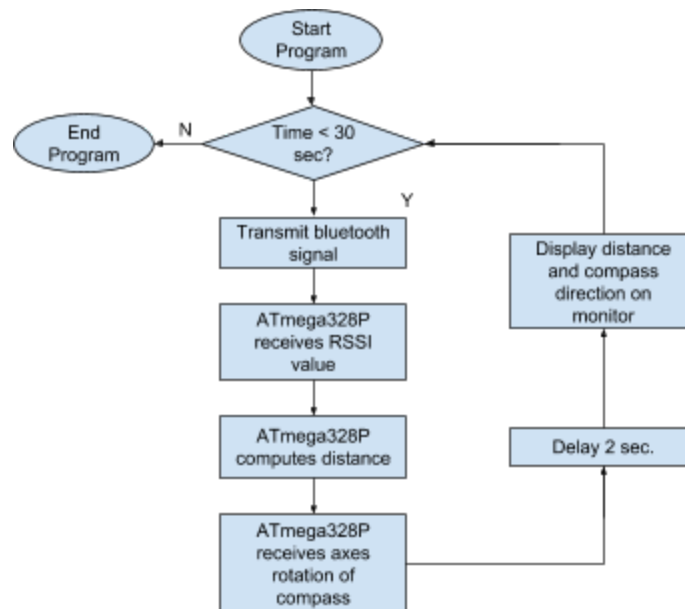 Start
Program
Time < 30
sec?
N
End
Program
Y
Transmit bluetooth
signal
ATmega328P
receives RSSI
value
ATmega328P
computes distance
ATmega328P
receives axes
rotation of
compass
Delay 2 sec.
Display distance
and compass
direction on
monitor